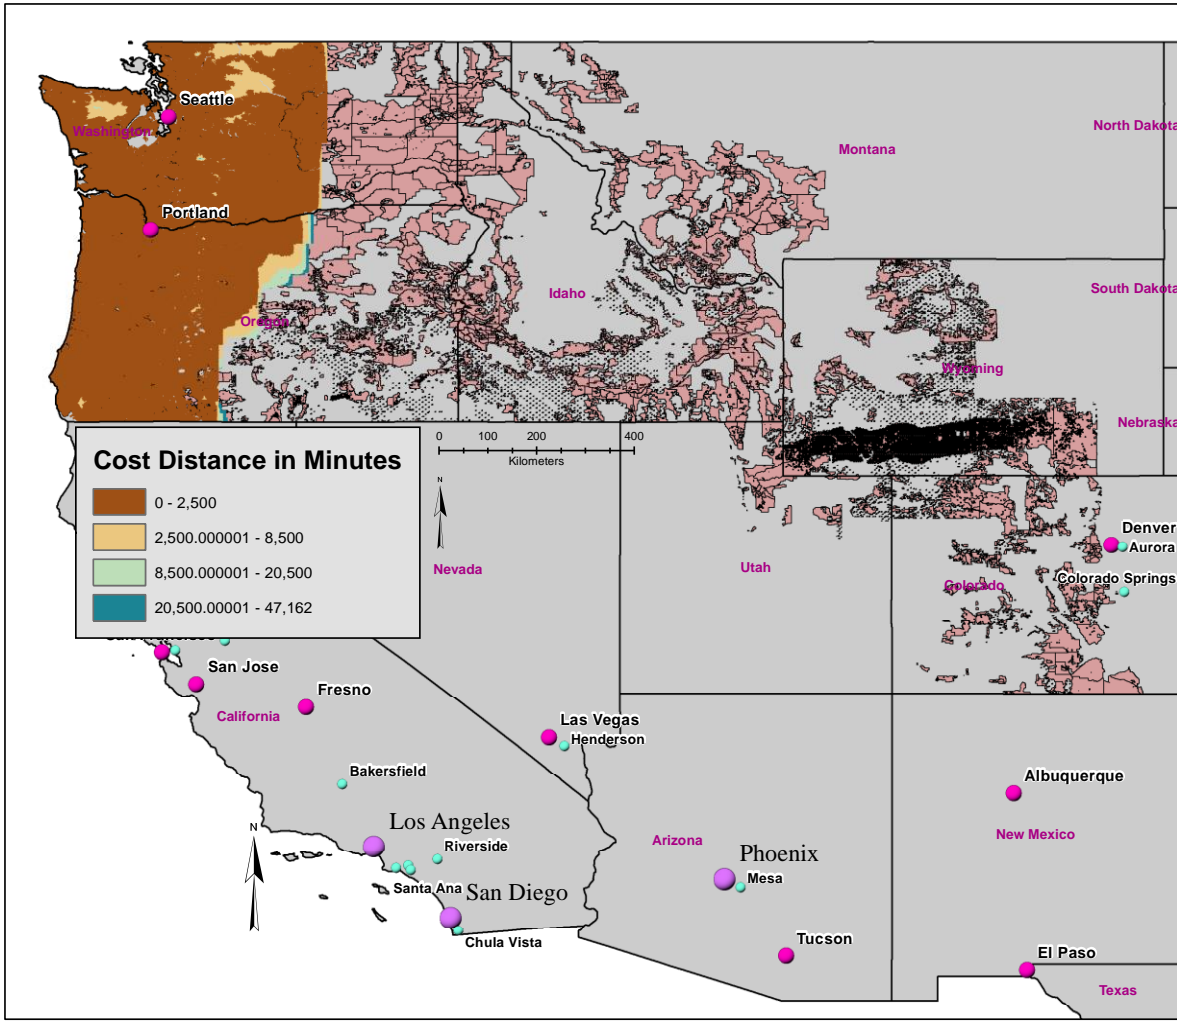 Seattle
Washington
North Dakota
Montana
Portland
Idaho
South Dakota
Oregon
Wyoming
Nebraska
0 100 200 400
Kilometers
Cost Distance in Minutes
0 - 2,500
2,500.000001 - 8,500
8,500.000001 - 20,500
20,500.00001 - 47,162
N
Nevada
Utah
Denver
Aurora
Colorado
Colorado Springs
San Francisco
San Jose
Fresno
California
Las Vegas
Henderson
Bakersfield
Albuquerque
Los Angeles
N
Riverside
Arizona
New Mexico
Phoenix
Mesa
Santa Ana
San Diego
Chula Vista
Tucson
El Paso
Texas